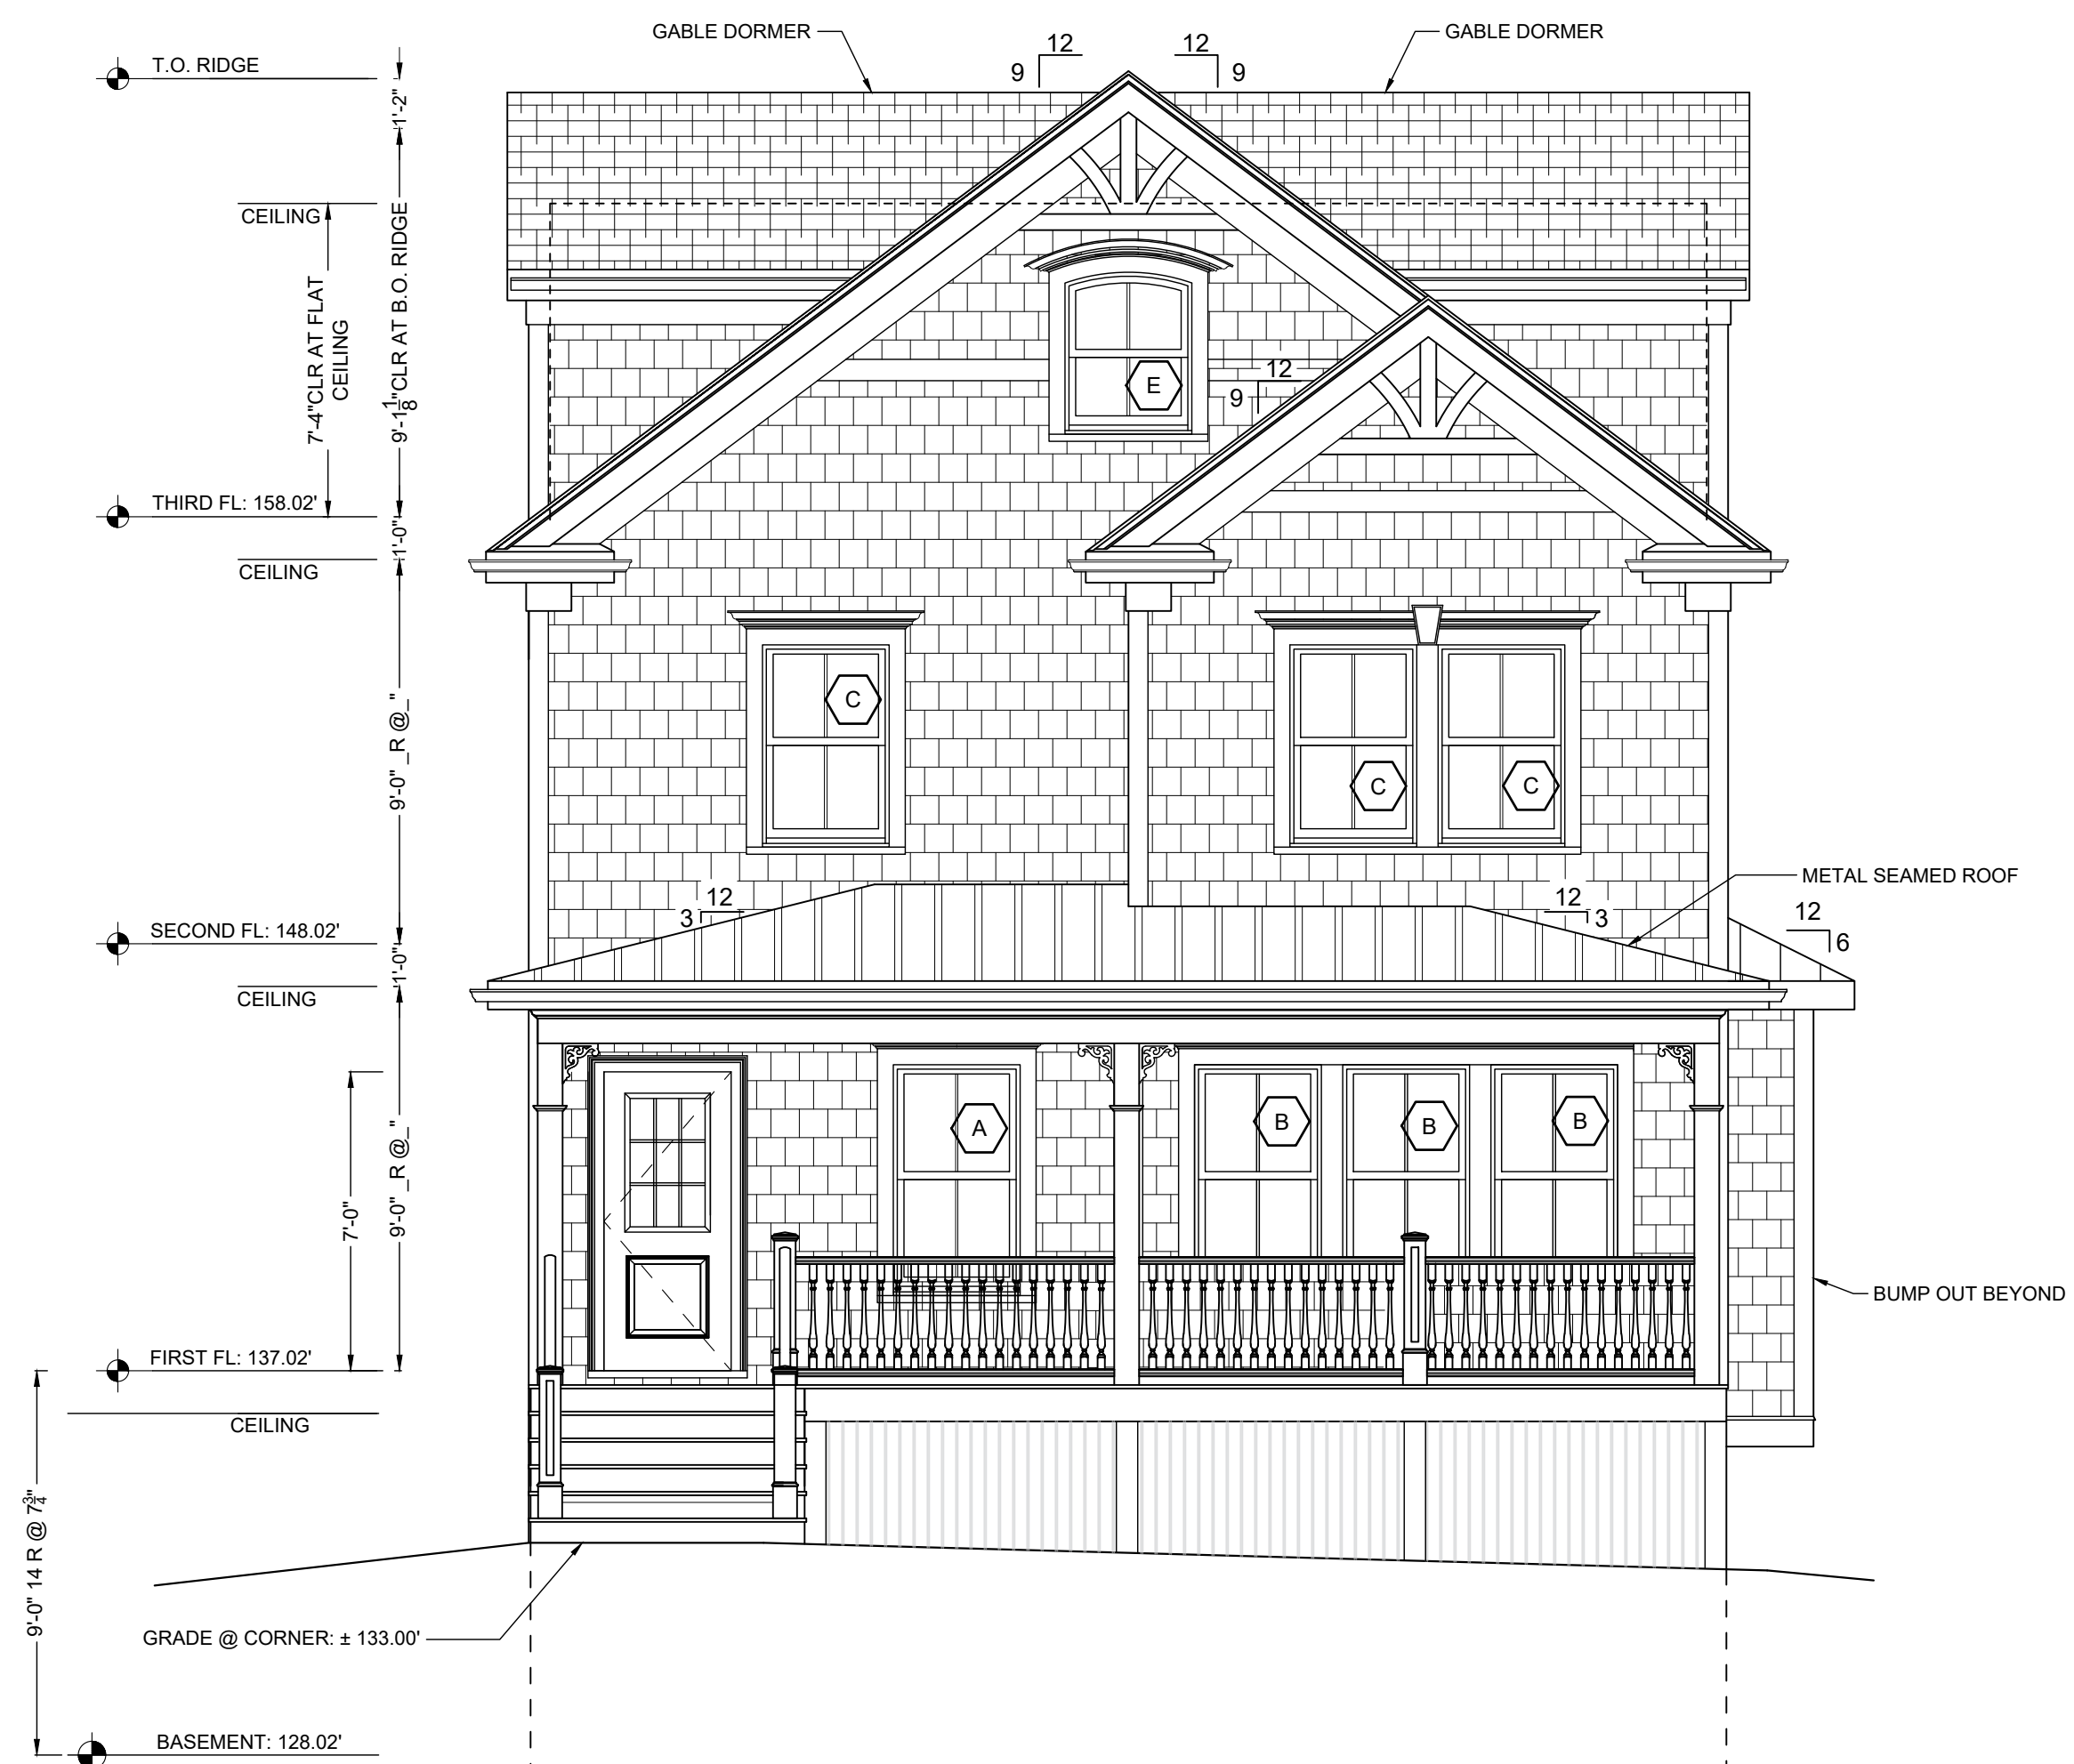 GABLE DORMER
GABLE DORMER
12
9
12
9
T.O. RIDGE
1'-2"
CEILING
7'-4"CLR AT FLAT
CEILING
9'-1 1/8"CLR AT B.O. RIDGE
E
12
9
THIRD FL: 158.02'
1'-0"
CEILING
9'-0" _R @_"
C
C
C
METAL SEAMED ROOF
12
3
12
3
12
6
SECOND FL: 148.02'
1'-0"
CEILING
9'-0" _R @_"
7'-0"
A
B
B
B
BUMP OUT BEYOND
FIRST FL: 137.02'
CEILING
9'-0" 14 R @ 7 3/4"
GRADE @ CORNER: ± 133.00'
BASEMENT: 128.02'